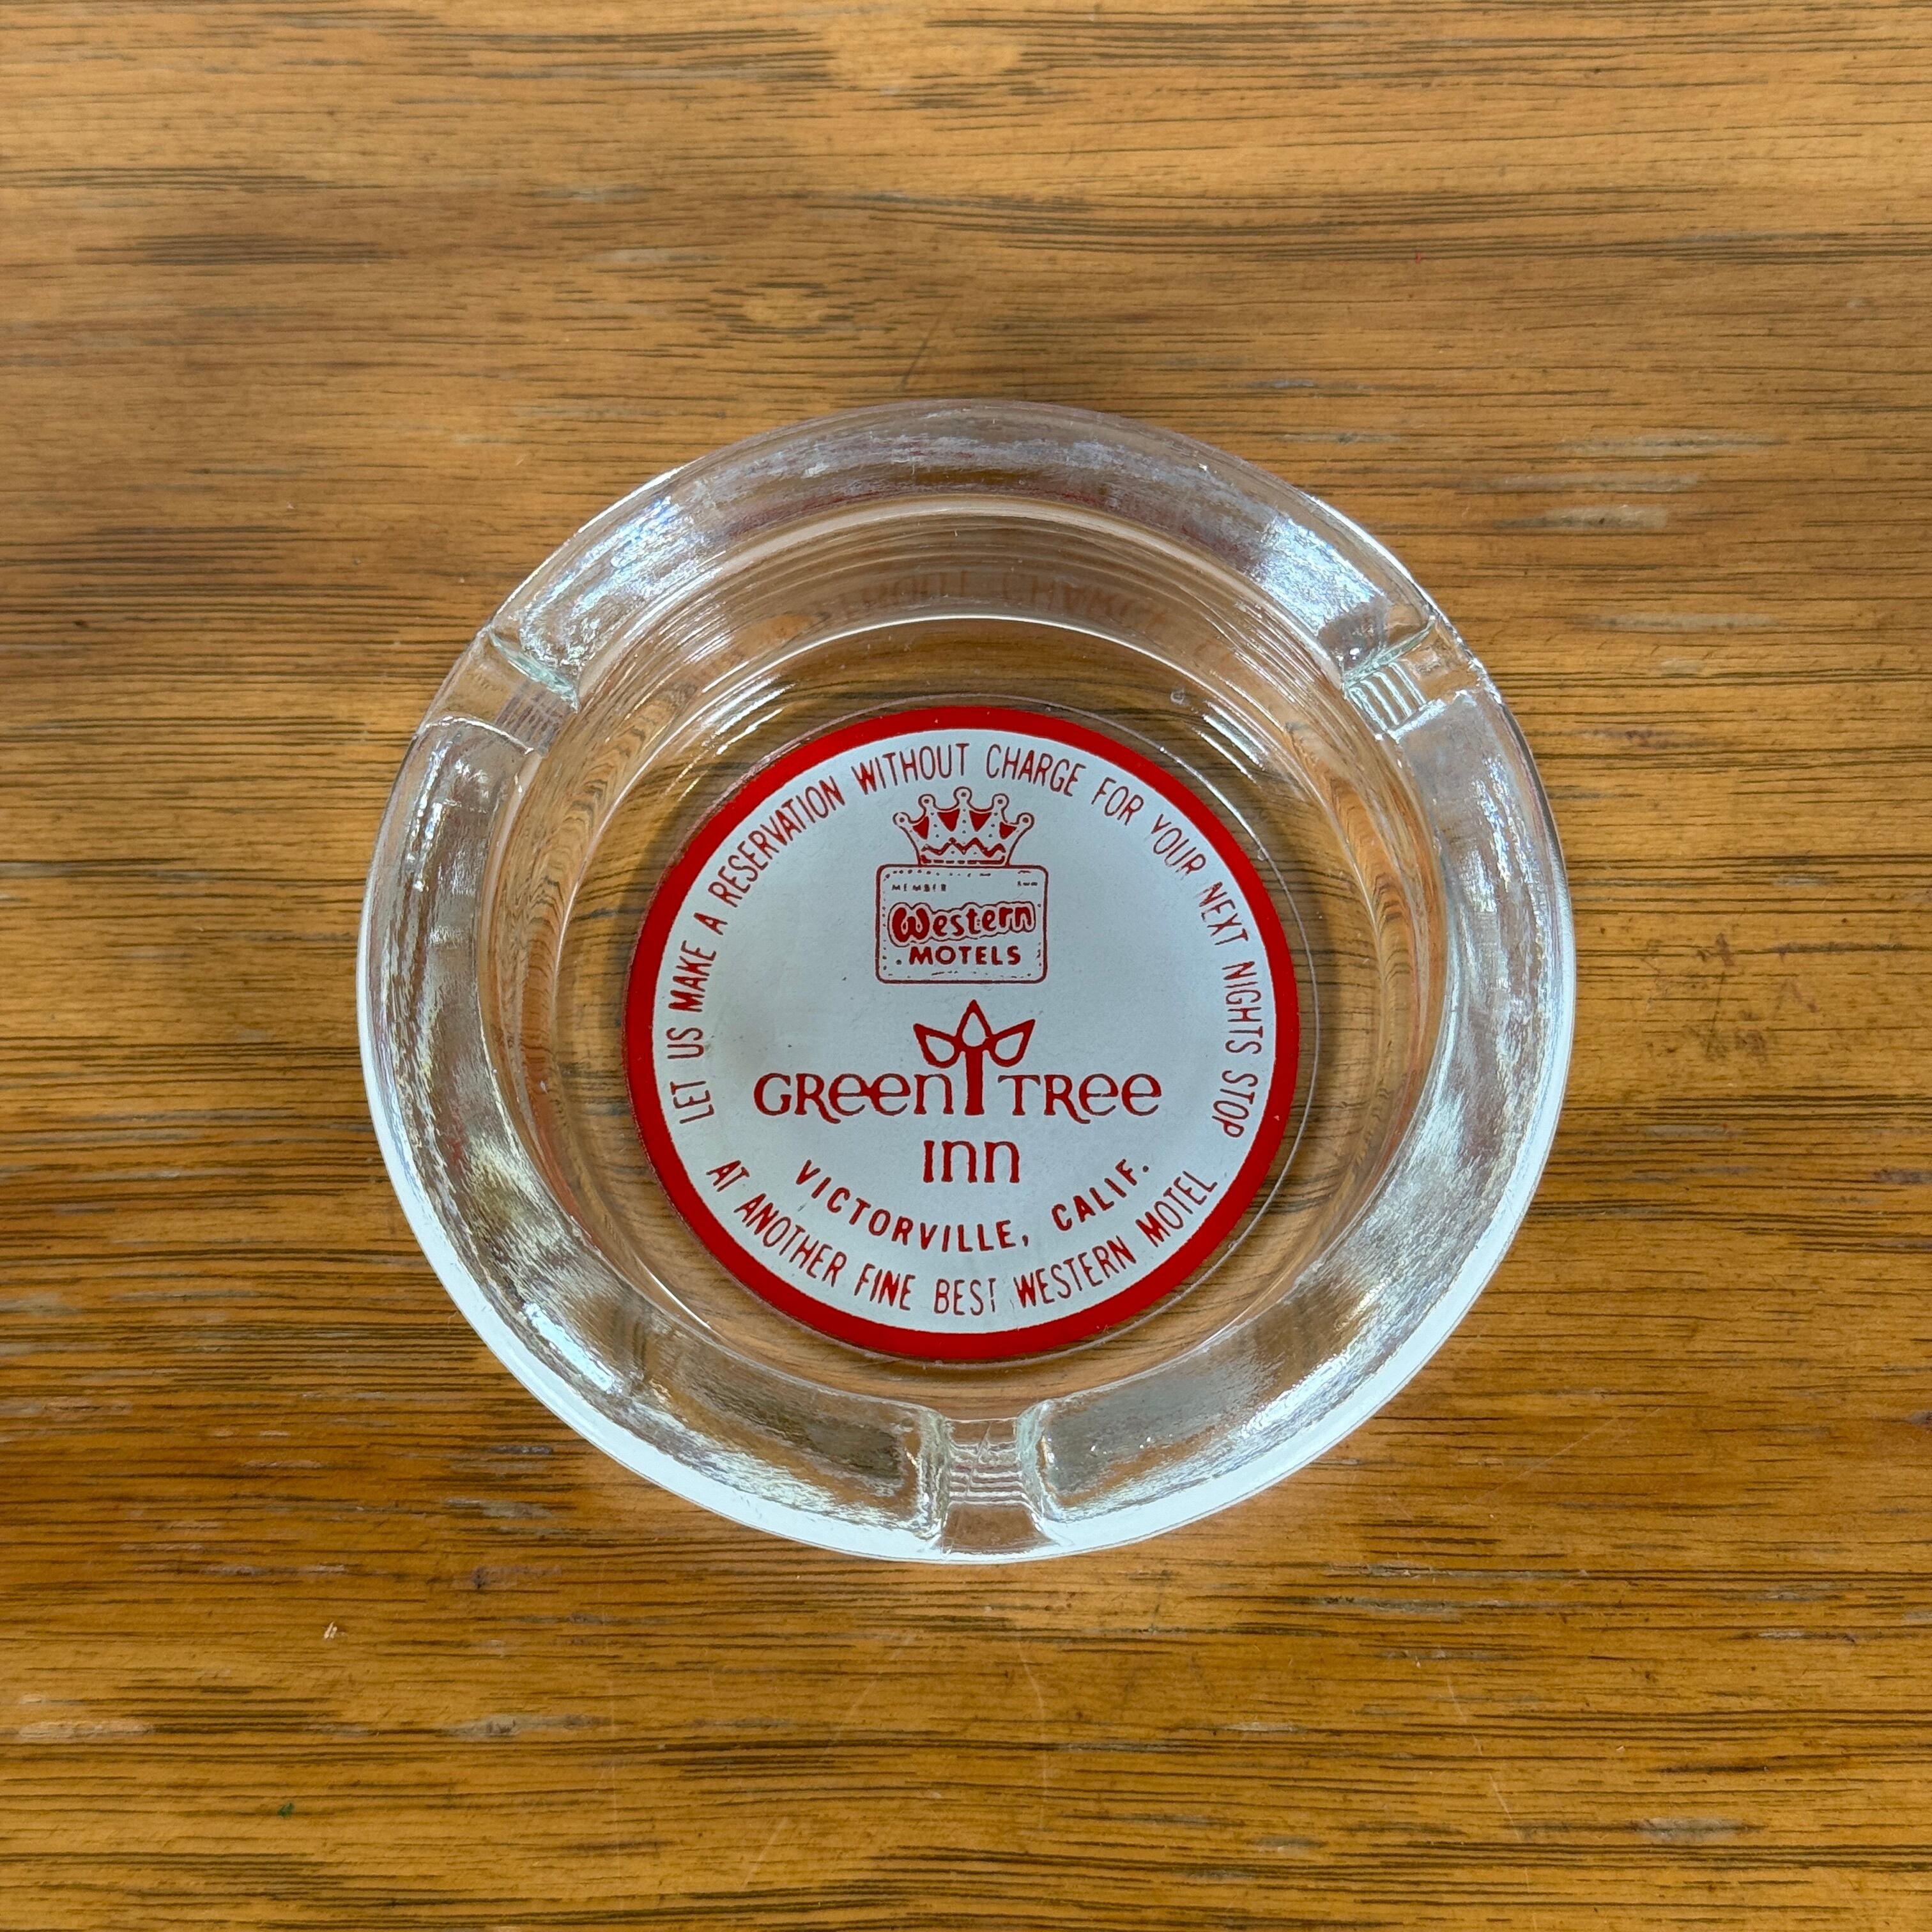 LET US MAKE A RESERVATION WITHOUT CHARGE FOR YOUR NEXT NIGHTS STOP
MEMBER
Western
MOTELS
GREEN TREE
INN
VICTORVILLE, CALIF.
AT ANOTHER FINE BEST WESTERN MOTEL